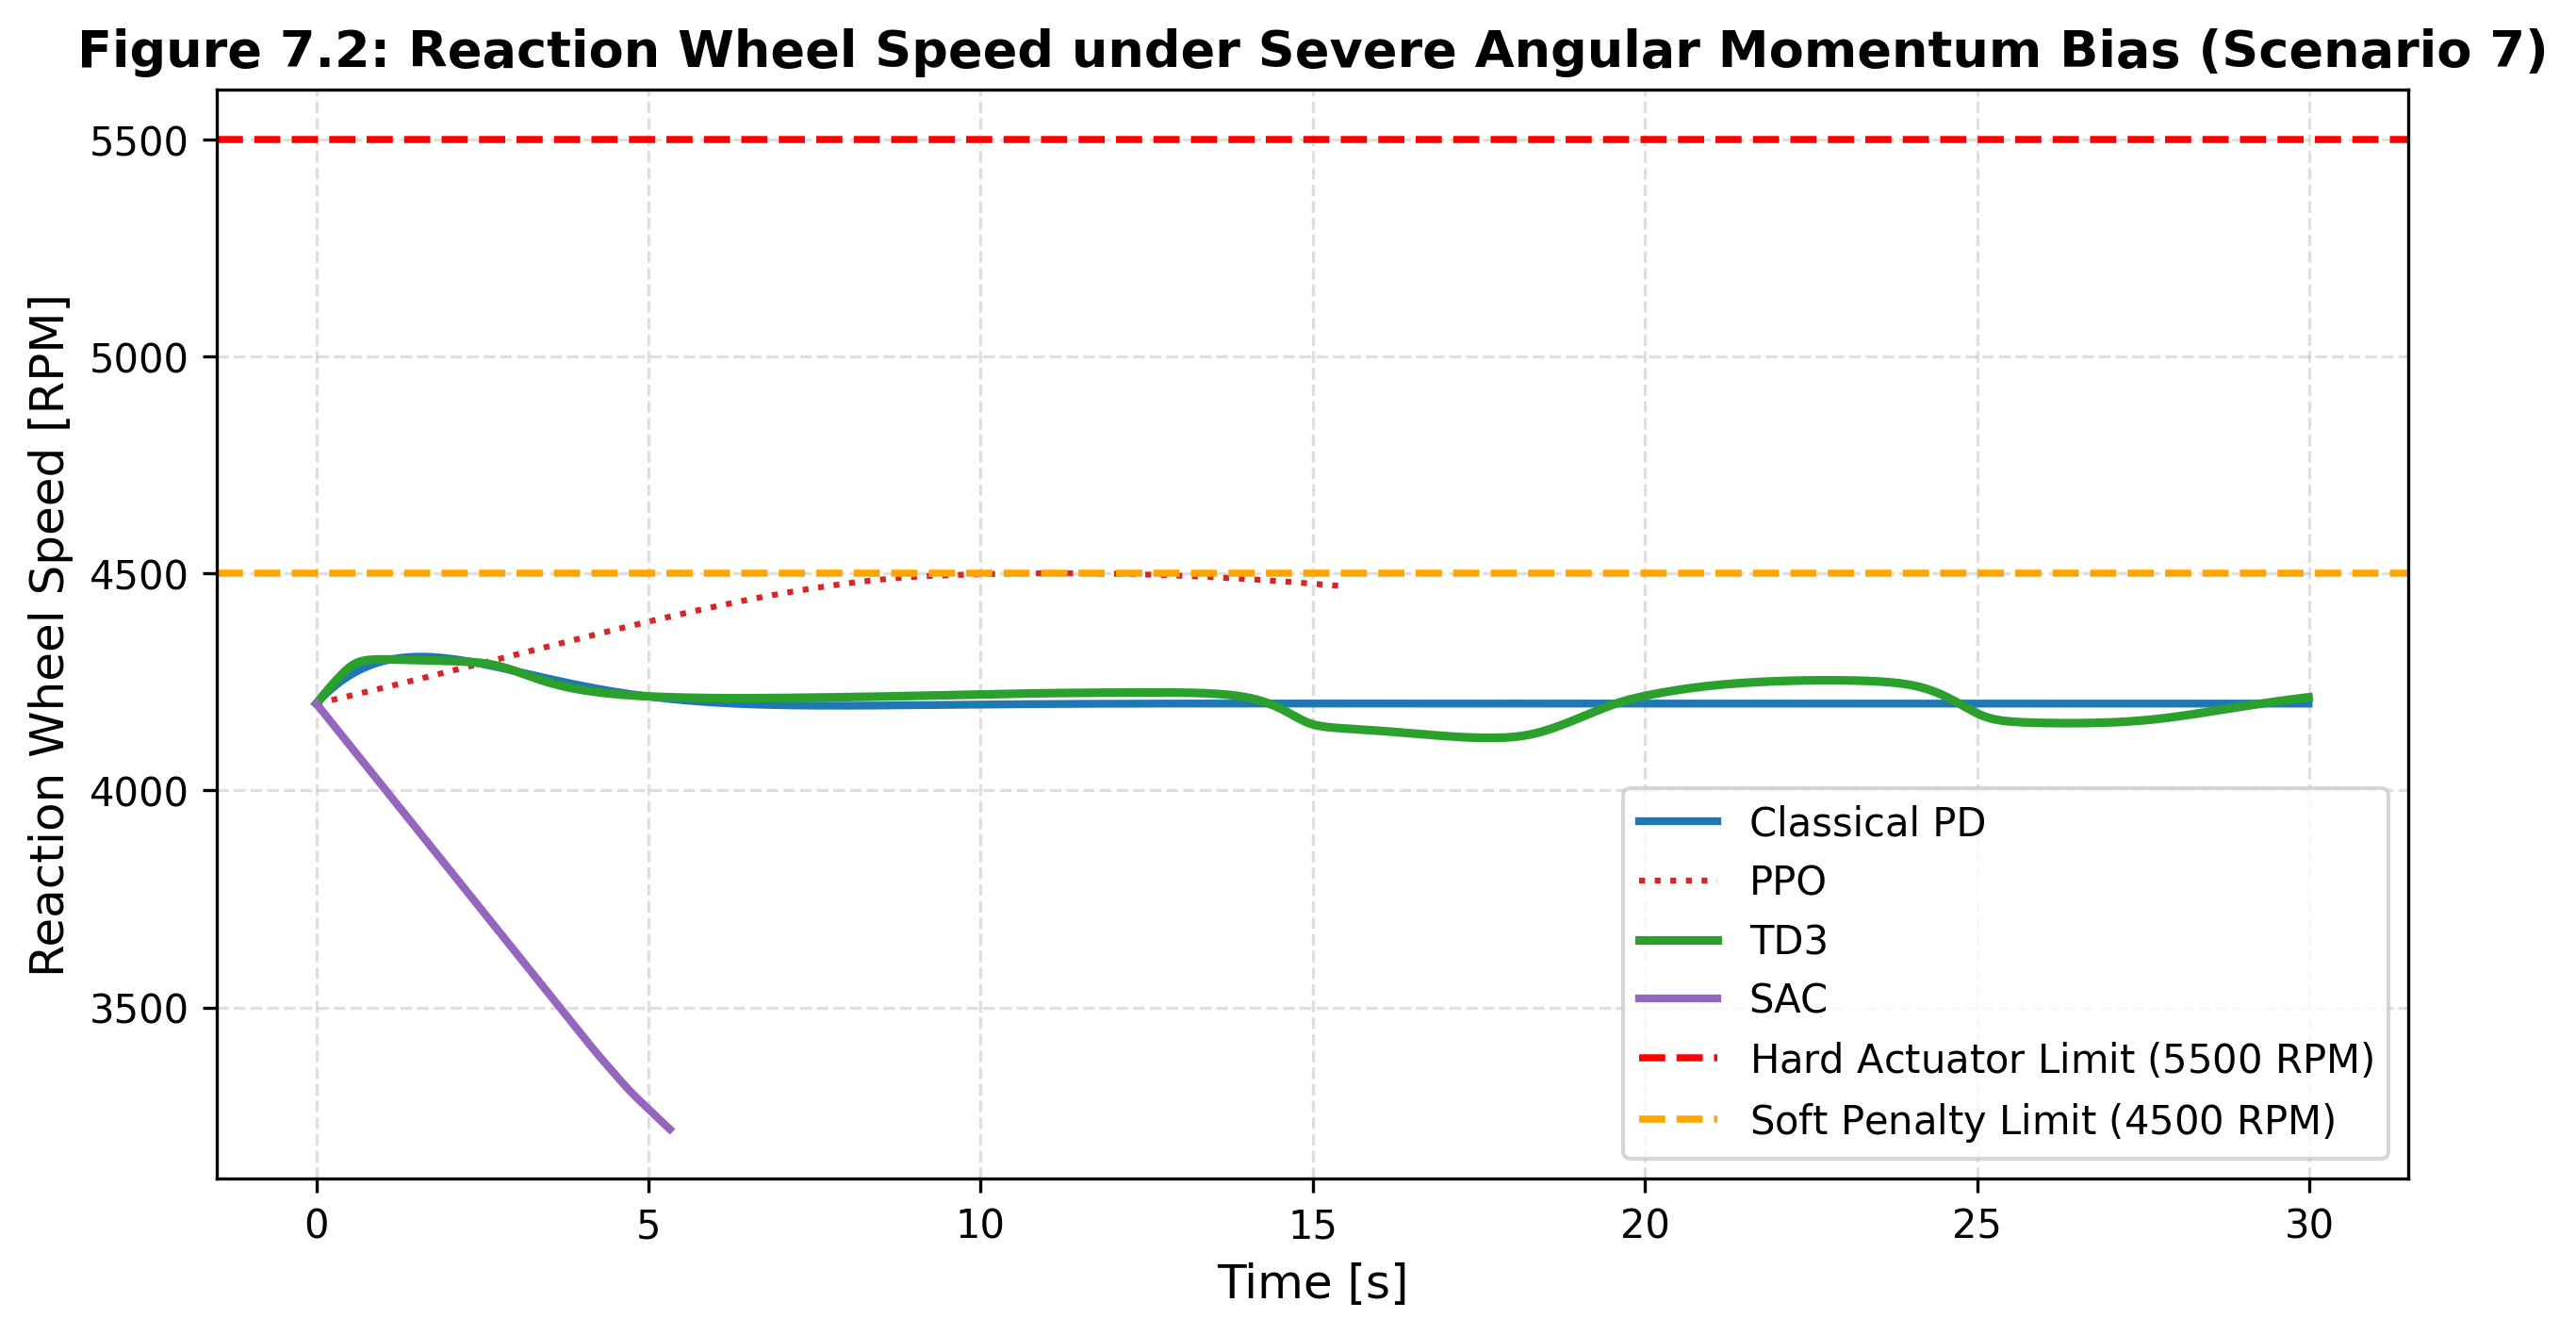 Figure 7.2: Reaction Wheel Speed under Severe Angular Momentum Bias (Scenario 7)
Reaction Wheel Speed [RPM]
5500
5000
4500
4000
3500
Classical PD
PPO
TD3
SAC
Hard Actuator Limit (5500 RPM)
Soft Penalty Limit (4500 RPM)
0 5 10 15 20 25 30
Time [s]